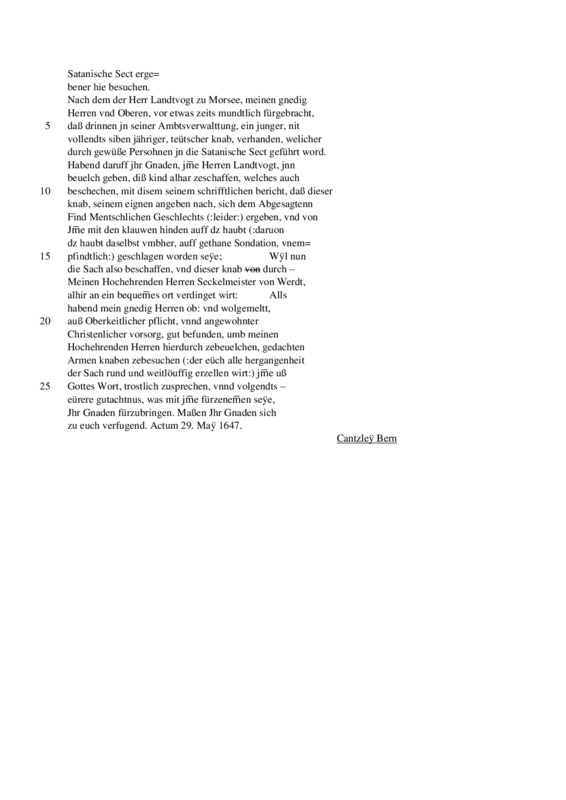 Satanische Sect erge=
bener hie besuchen.
Nach dem der Herr Landtvogt zu Morsee, meinen gnedig
Herren vnd Oberen, vor etwas zeits mundtlich fürgebracht,
5 daß drinnen jn seiner Ambtsverwalttung, ein junger, nit
vollendts siben jähriger, teütscher knab, verhanden, welicher
durch gewüße Persohnen jn die Satanische Sect geführt word.
Habend daruff jhr Gnaden, jm̅e Herren Landtvogt, jnn
beuelch geben, diß kind alhar zeschaffen, welches auch
10 beschechen, mit disem seinem schrifftlichen bericht, daß dieser
knab, seinem eignen angeben nach, sich dem Abgesagtenn
Find Mentschlichen Geschlechts (:leider:) ergeben, vnd von
Jm̅e mit den klauwen hinden auff dz haubt (:daruon
dz haubt daselbst vmbher, auff gethane Sondation, vnem=
15 pfindtlich:) geschlagen worden seÿe; Wÿl nun
die Sach also beschaffen, vnd dieser knab ~~von~~ durch –
Meinen Hochehrenden Herren Seckelmeister von Werdt,
alhir an ein bequem̅es ort verdinget wirt: Alls
habend mein gnedig Herren ob: vnd wolgemeltt,
20 auß Oberkeitlicher pflicht, vnnd angewohnter
Christenlicher vorsorg, gut befunden, umb meinen
Hochehrenden Herren hierdurch zebeuelchen, gedachten
Armen knaben zebesuchen (:der eüch alle hergangenheit
der Sach rund und weitlöuffig erzellen wirt:) jm̅e uß
25 Gottes Wort, trostlich zusprechen, vnnd volgendts –
eürere gutachtnus, was mit jm̅e fürzenem̅en seÿe,
Jhr Gnaden fürzubringen. Maßen Jhr Gnaden sich
zu euch verfugend. Actum 29. Maÿ 1647.
Cantzleÿ Bern